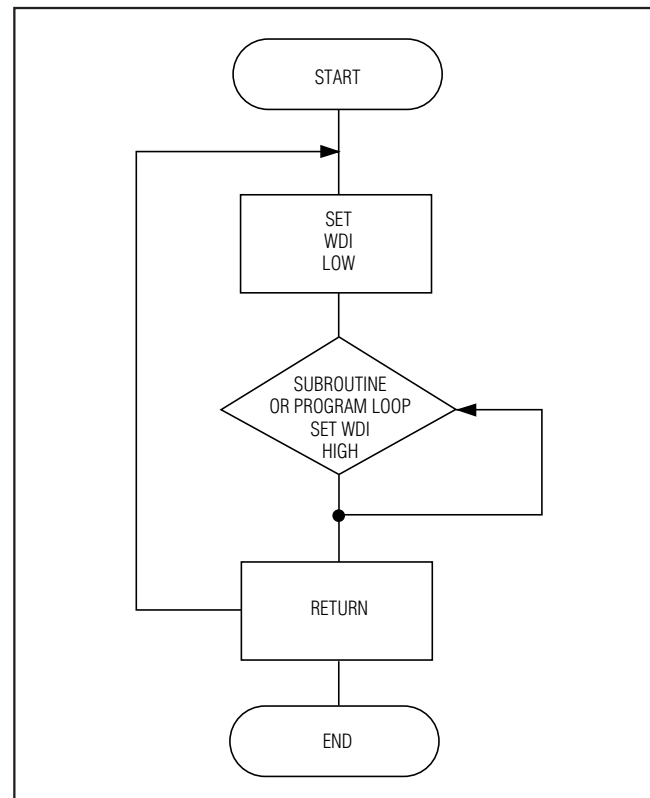 START
SET
WDI
LOW
SUBROUTINE
OR PROGRAM LOOP
SET WDI
HIGH
RETURN
END